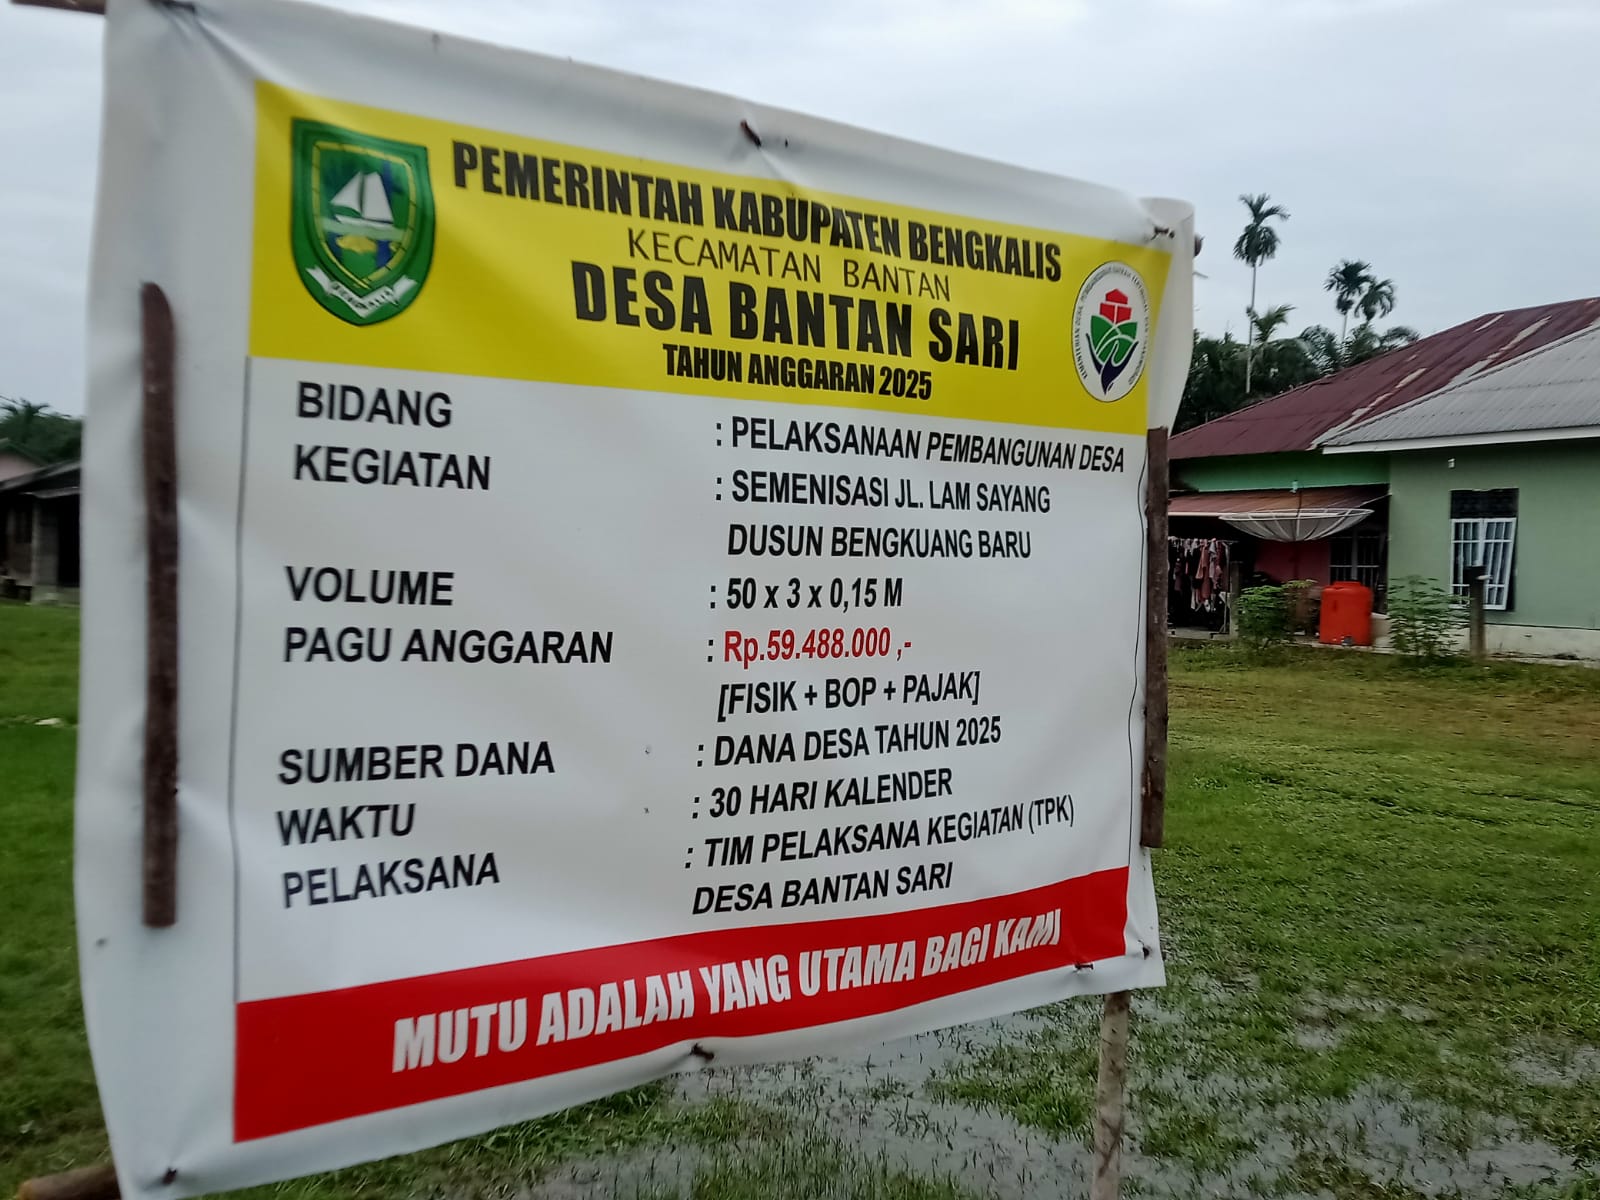 PEMERINTAH KABUPATEN BENGKALIS
KECAMATAN BANTAN
DESA BANTAN SARI
TAHUN ANGGARAN 2025
BIDANG : PELAKSANAAN PEMBANGUNAN DESA
KEGIATAN : SEMENISASI JL. LAM SAYANG
DUSUN BENGKUANG BARU
VOLUME : 50 x 3 x 0,15 M
PAGU ANGGARAN : Rp.59.488.000 ,-
[FISIK + BOP + PAJAK]
SUMBER DANA : DANA DESA TAHUN 2025
WAKTU : 30 HARI KALENDER
PELAKSANA : TIM PELAKSANA KEGIATAN (TPK)
DESA BANTAN SARI
MUTU ADALAH YANG UTAMA BAGI KAMI